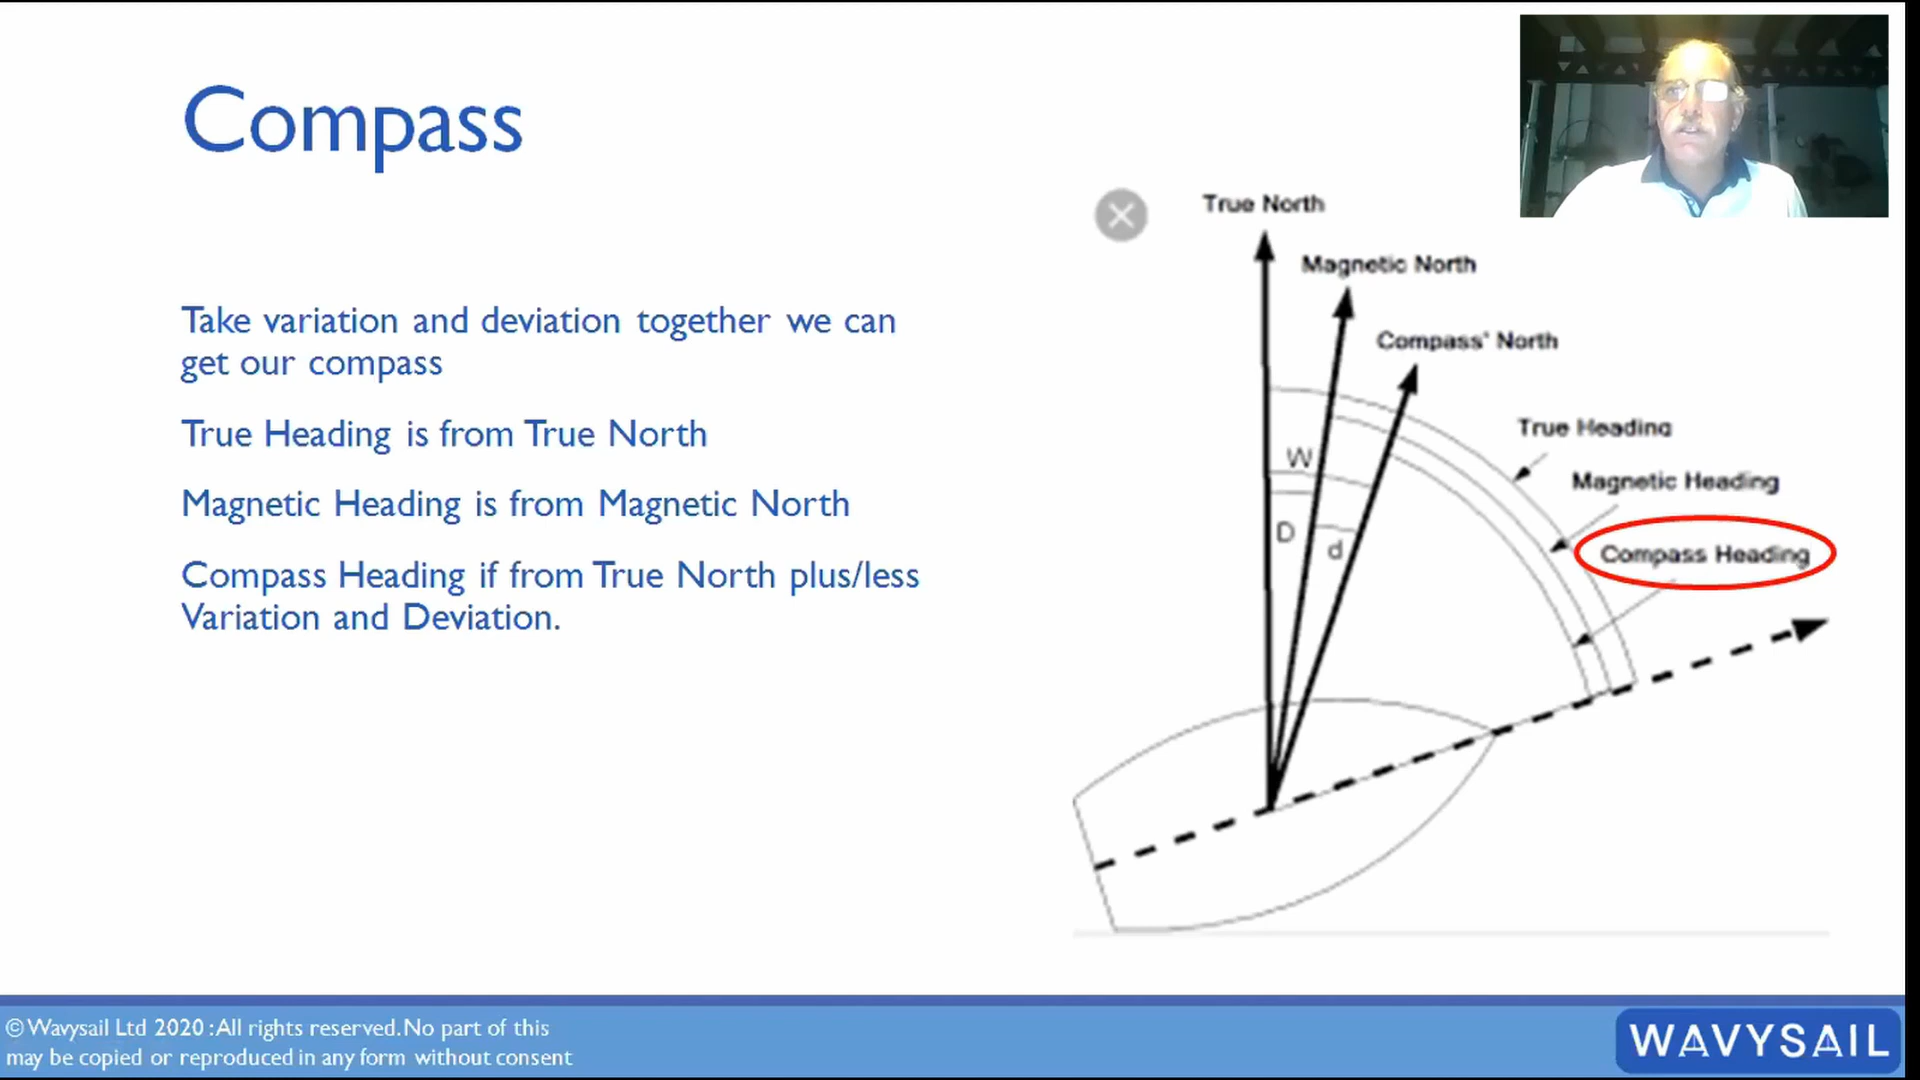 Compass
Take variation and deviation together we can
get our compass
True Heading is from True North
Magnetic Heading is from Magnetic North
Compass Heading if from True North plus/less
Variation and Deviation.
True North
Magnetic North
Compass' North
True Heading
Magnetic Heading
Compass Heading
W
D
d
© Wavysail Ltd 2020 : All rights reserved. No part of this
may be copied or reproduced in any form without consent
WAVYSAIL